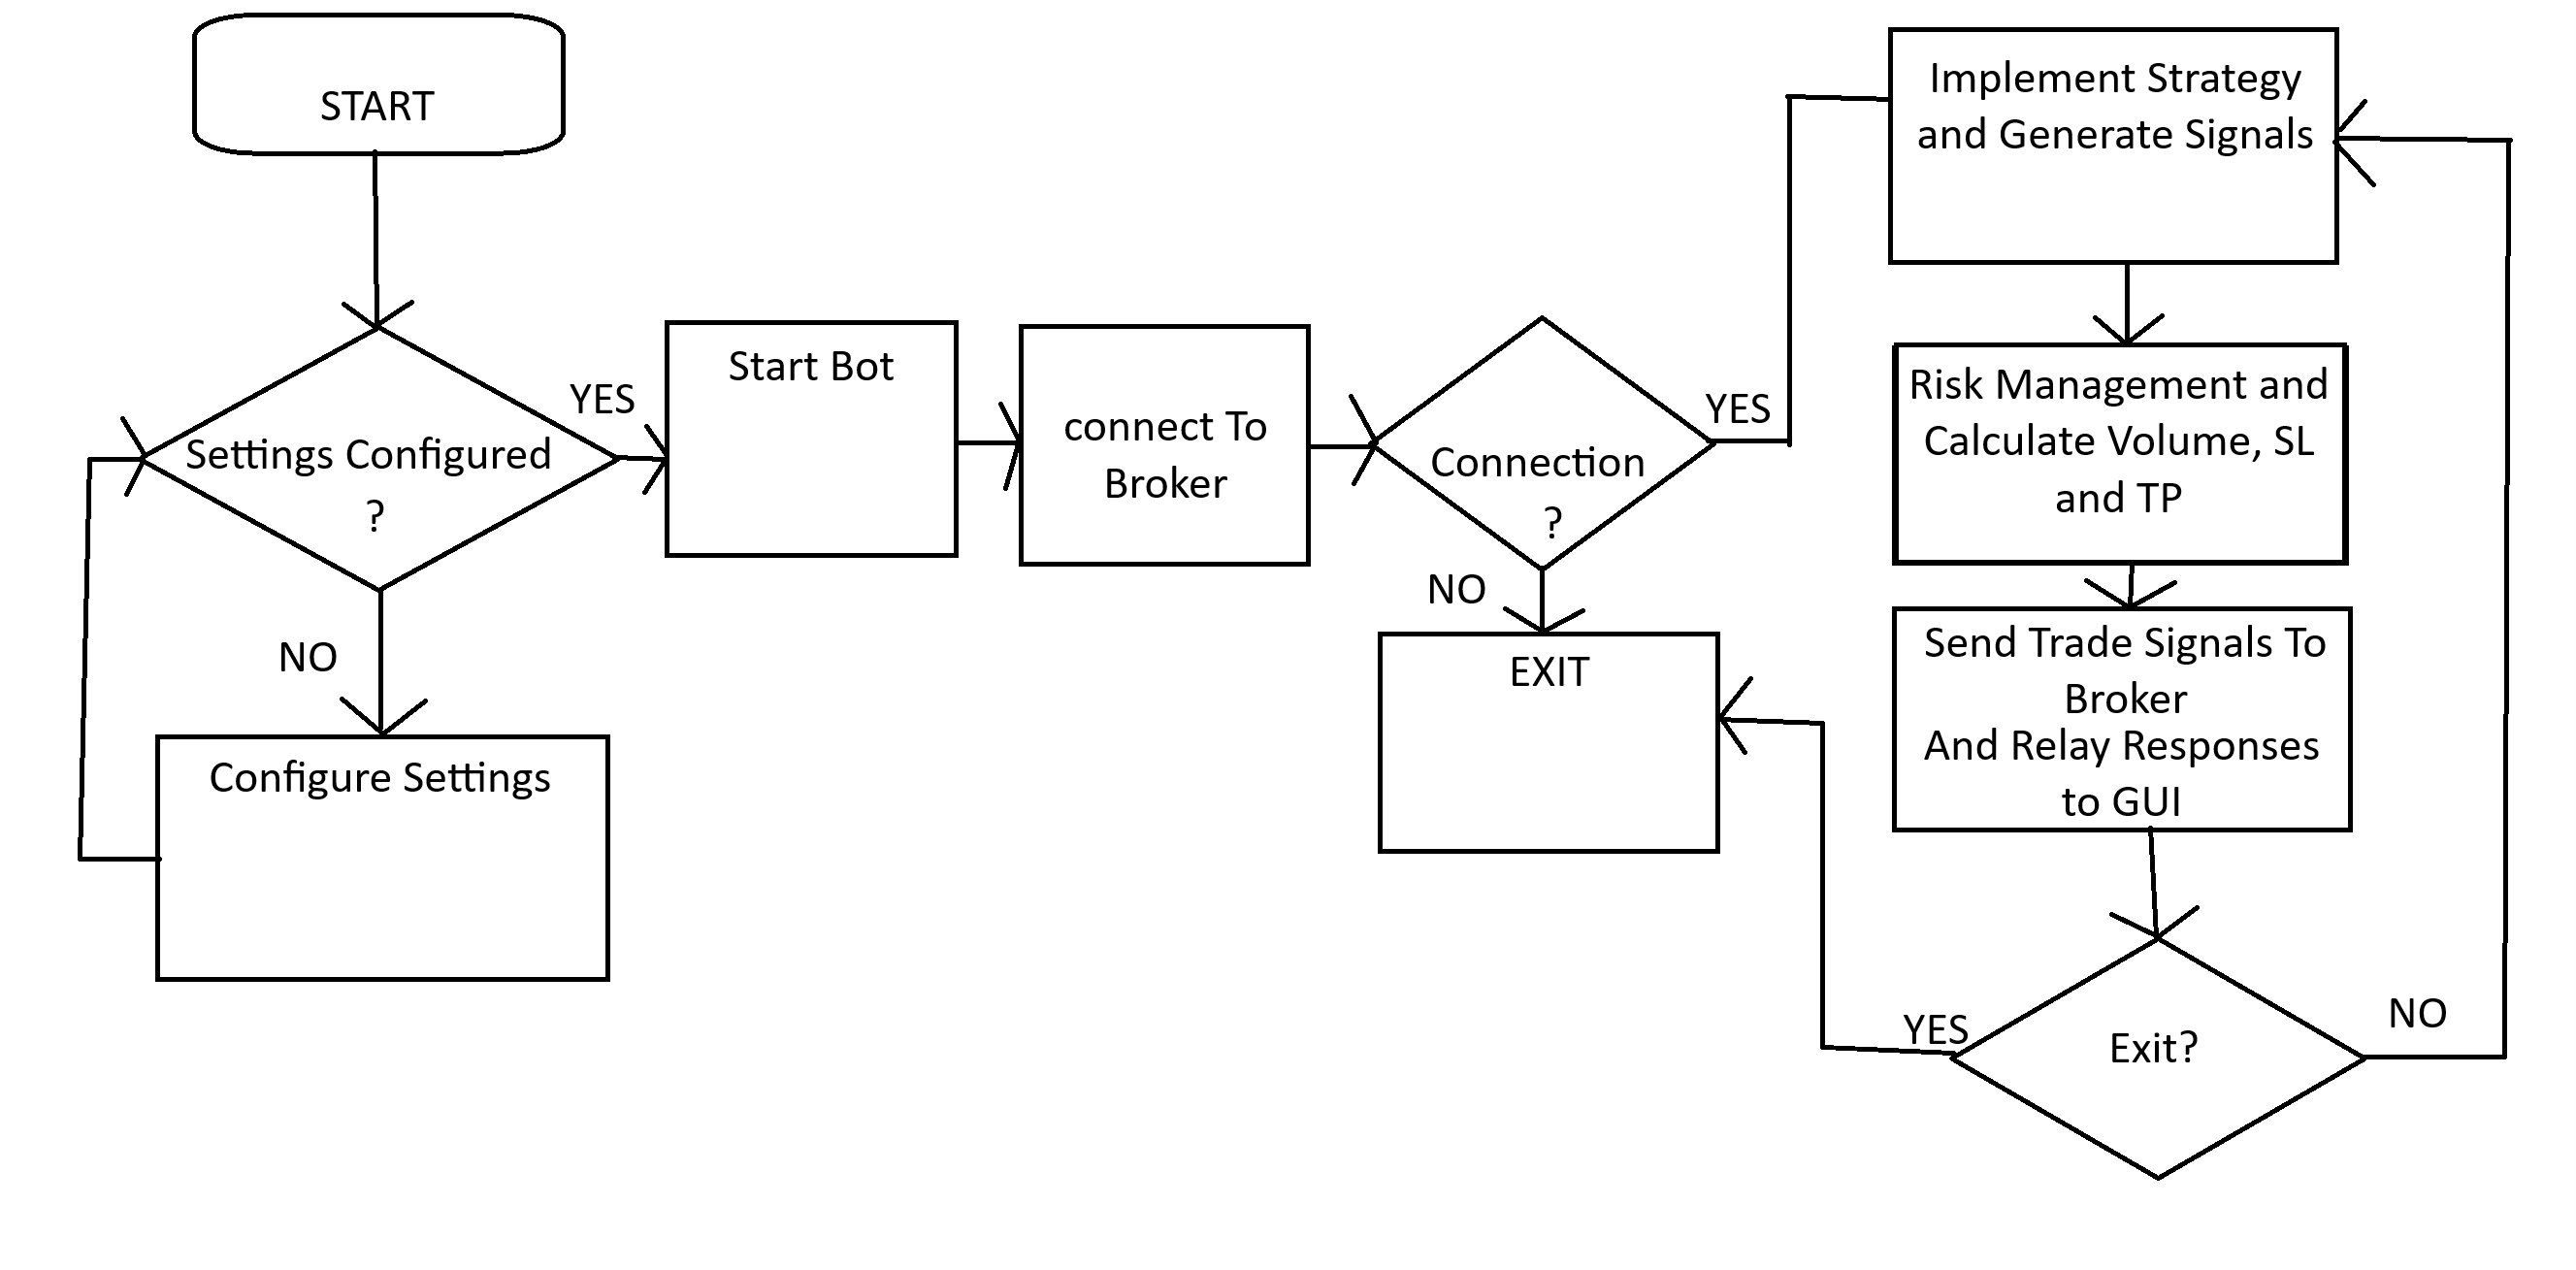 START
Settings Configured
?
YES
NO
Configure Settings
Start Bot
connect To
Broker
Connection
?
YES
NO
EXIT
Implement Strategy
and Generate Signals
Risk Management and
Calculate Volume, SL
and TP
Send Trade Signals To
Broker
And Relay Responses
to GUI
Exit?
YES
NO